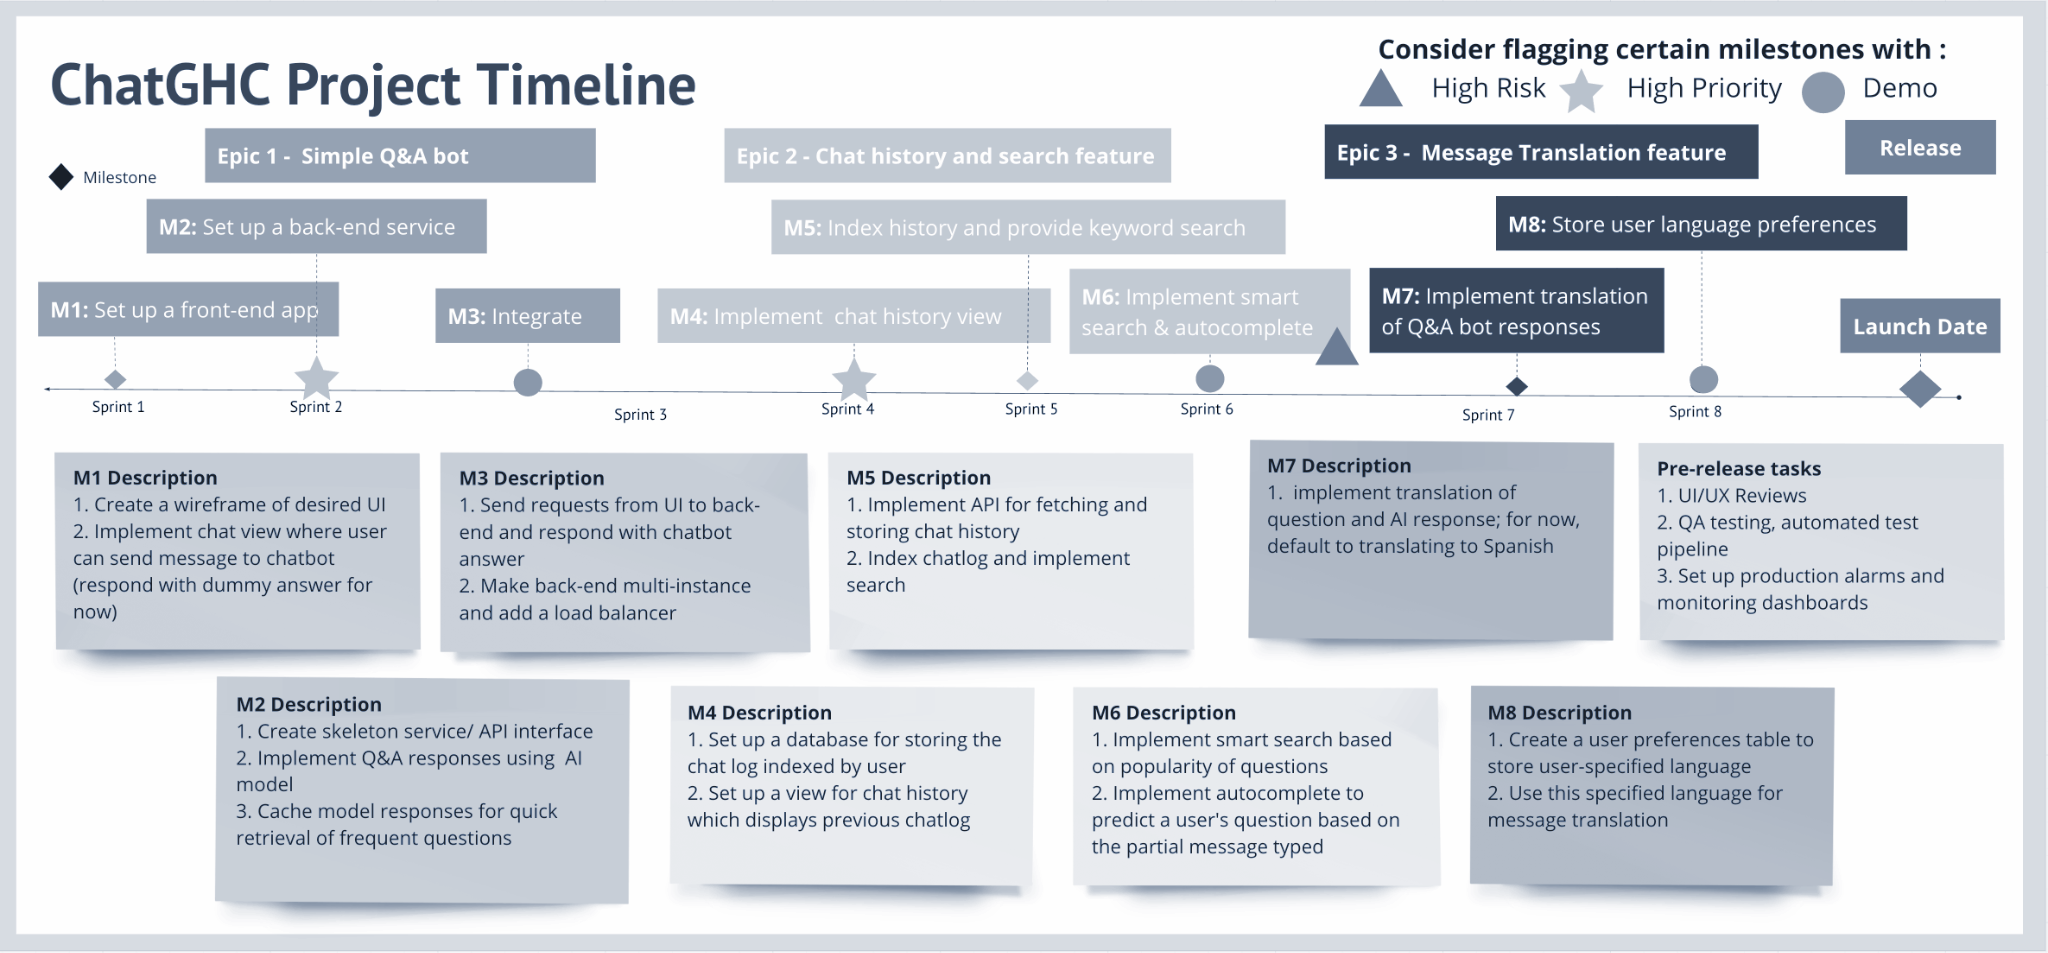 ChatGHC Project Timeline
Consider flagging certain milestones with :
High Risk
High Priority
Demo
Milestone
Epic 1 -  Simple Q&A bot
Epic 2 - Chat history and search feature
Epic 3 -  Message Translation feature
Release
M2: Set up a back-end service
M5: Index history and provide keyword search
M8: Store user language preferences
M1: Set up a front-end app
M3: Integrate
M4: Implement  chat history view
M6: Implement smart
search & autocomplete
M7: Implement translation
of Q&A bot responses
Launch Date
Sprint 1
Sprint 2
Sprint 3
Sprint 4
Sprint 5
Sprint 6
Sprint 7
Sprint 8
M1 Description
1. Create a wireframe of desired UI
2. Implement chat view where user
can send message to chatbot
(respond with dummy answer for
now)
M3 Description
1. Send requests from UI to back-
end and respond with chatbot
answer
2. Make back-end multi-instance
and add a load balancer
M5 Description
1. Implement API for fetching and
storing chat history
2. Index chatlog and implement
search
M7 Description
1.  implement translation of
question and AI response; for now,
default to translating to Spanish
Pre-release tasks
1. UI/UX Reviews
2. QA testing, automated test
pipeline
3. Set up production alarms and
monitoring dashboards
M2 Description
1. Create skeleton service/ API interface
2. Implement Q&A responses using  AI
model
3. Cache model responses for quick
retrieval of frequent questions
M4 Description
1. Set up a database for storing the
chat log indexed by user
2. Set up a view for chat history
which displays previous chatlog
M6 Description
1. Implement smart search based
on popularity of questions
2. Implement autocomplete to
predict a user's question based on
the partial message typed
M8 Description
1. Create a user preferences table to
store user-specified language
2. Use this specified language for
message translation